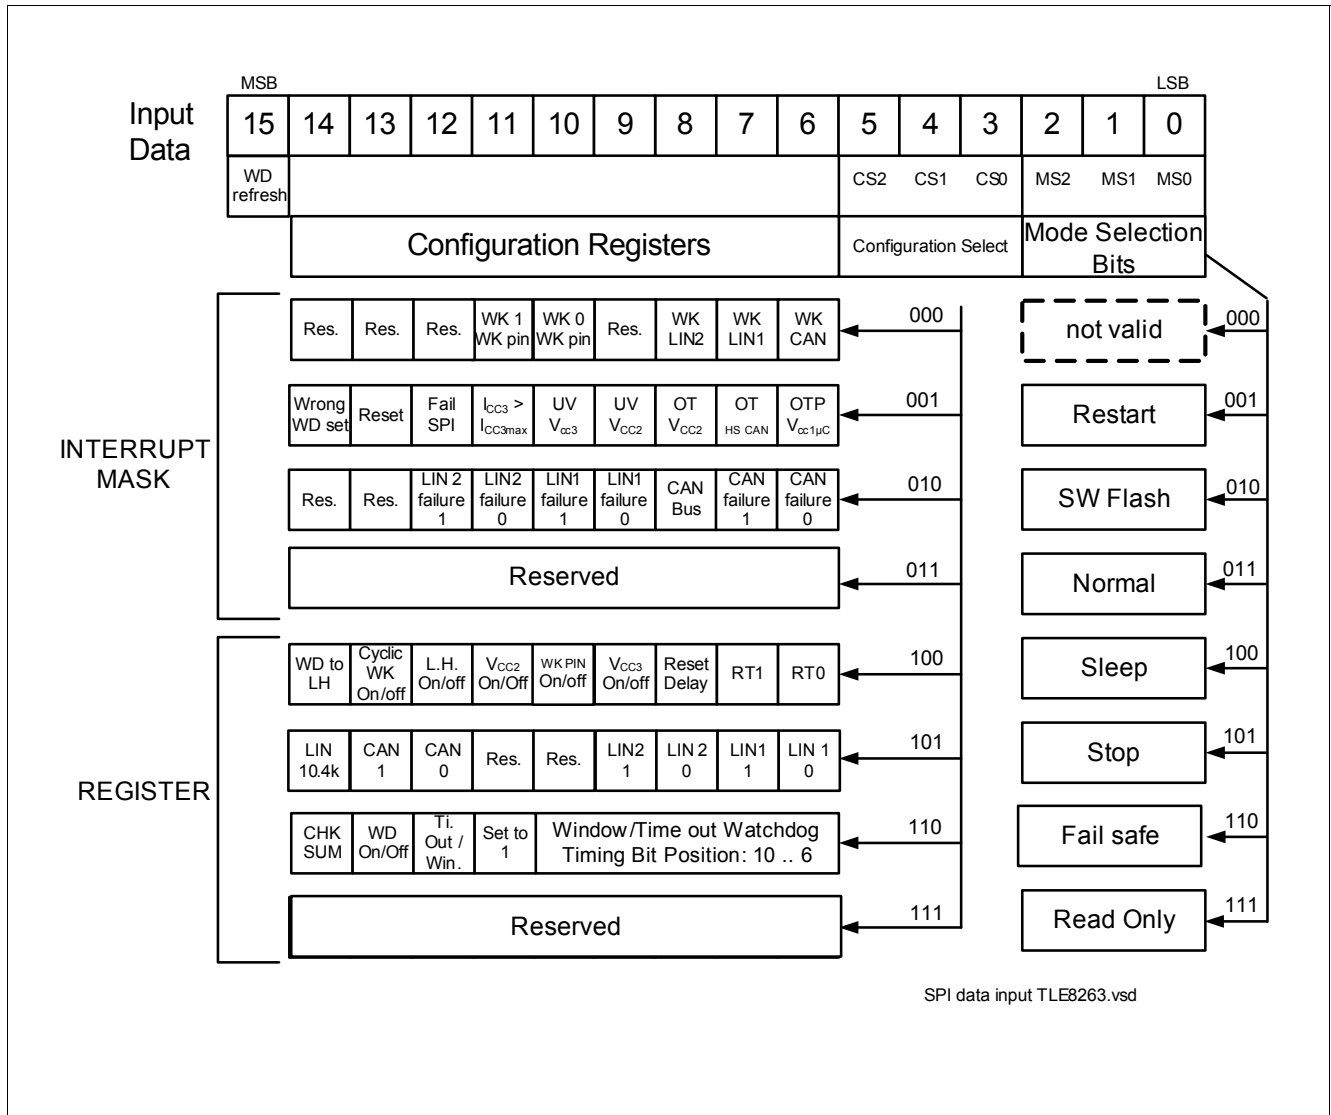 MSB LSB
Input
Data
15 14 13 12 11 10 9 8 7 6 5 4 3 2 1 0
WD
refresh
CS2 CS1 CS0 MS2 MS1 MS0
Configuration Registers
Configuration Select
Mode Selection
Bits
INTERRUPT
MASK
Res. Res. Res. WK 1
WK pin
WK 0
WK pin
Res. WK
LIN2
WK
LIN1
WK
CAN
000
not valid
000
Wrong
WD set
Reset
Fail
SPI
ICC3 >
ICC3max
UV
Vcc3
UV
VCC2
OT
VCC2
OT
HS CAN
OTP
Vcc1µC
001
Restart
001
Res. Res. LIN 2
failure
1
LIN2
failure
0
LIN1
failure
1
LIN1
failure
0
CAN
Bus
CAN
failure
1
CAN
failure
0
010
SW Flash
010
Reserved
011
Normal
011
REGISTER
WD to
LH
Cyclic
WK
On/off
L.H.
On/off
VCC2
On/Off
WK PIN
On/off
VCC3
On/off
Reset
Delay
RT1
RT0
100
Sleep
100
LIN
10.4k
CAN
1
CAN
0
Res. Res. LIN2
1
LIN 2
0
LIN1
1
LIN 1
0
101
Stop
101
CHK
SUM
WD
On/Off
Ti.
Out /
Win.
Set to
1
Window/Time out Watchdog
Timing Bit Position: 10 .. 6
110
Fail safe
110
Reserved
111
Read Only
111
SPI data input TLE8263.vsd